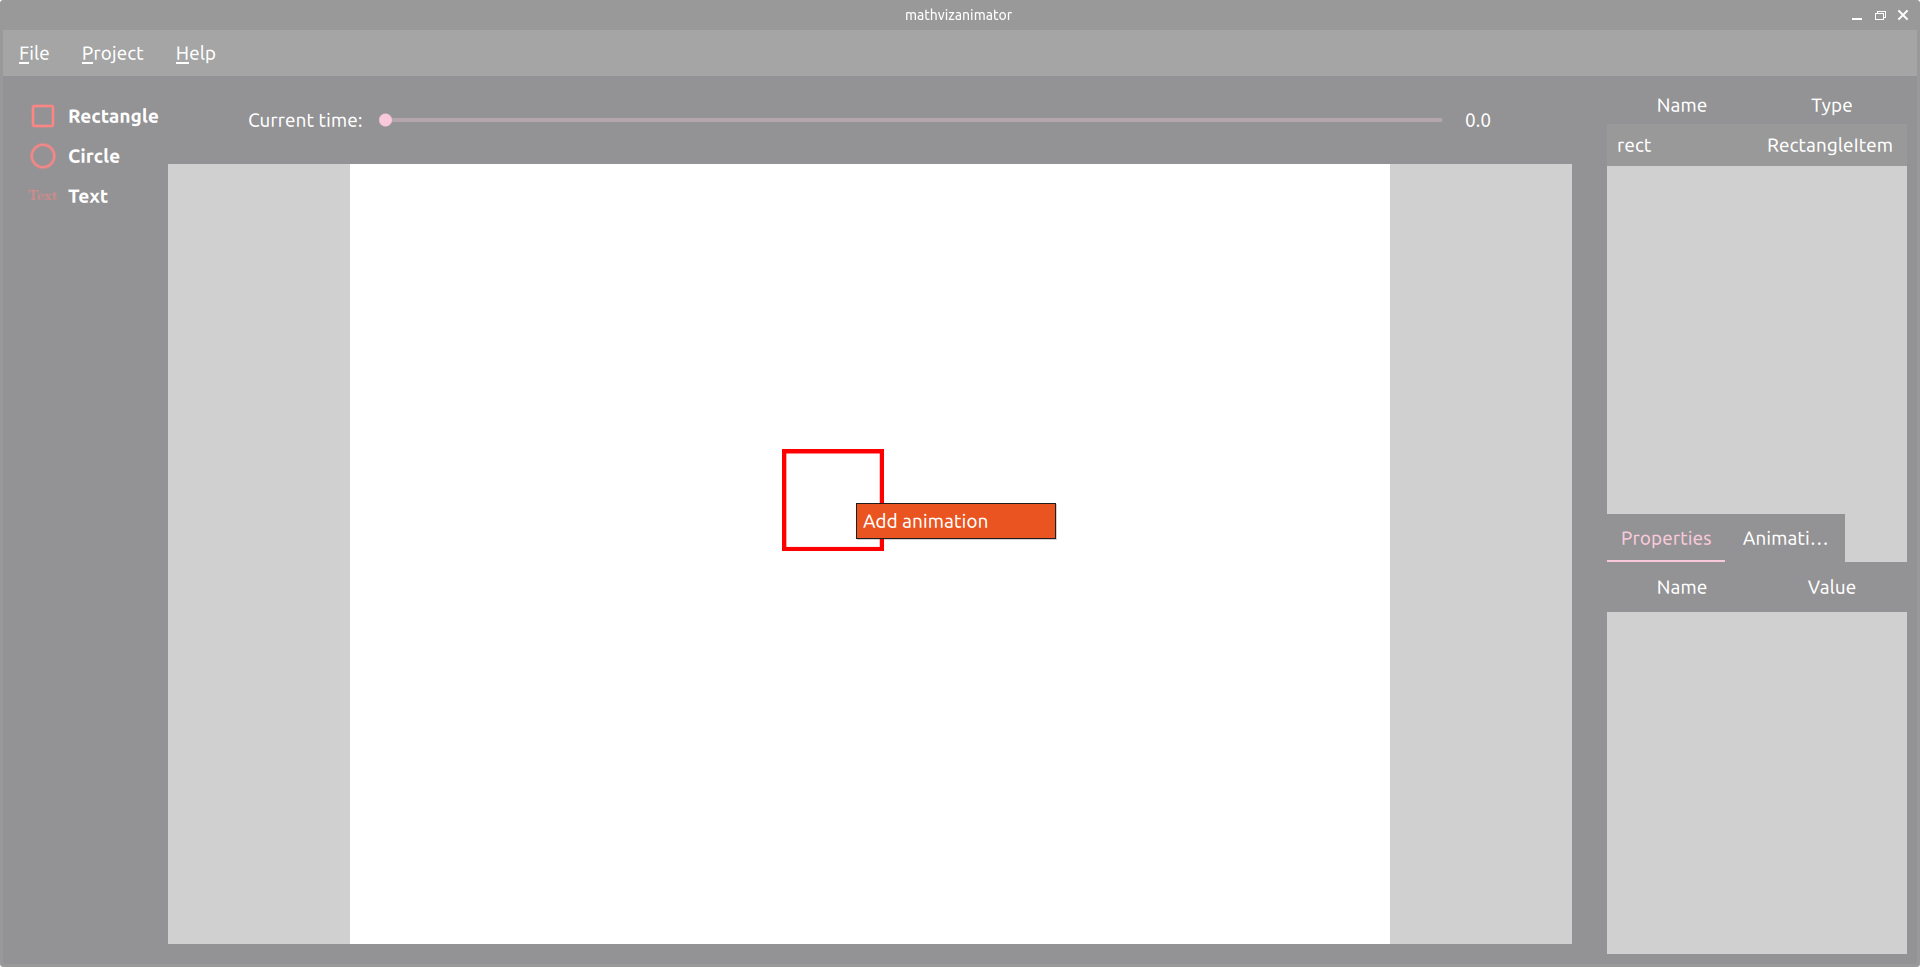 mathvizanimator
File Project Help
Rectangle
Circle
Text Text
Current time: 0.0
Name Type
rect RectangleItem
Add animation
Properties Animati...
Name Value